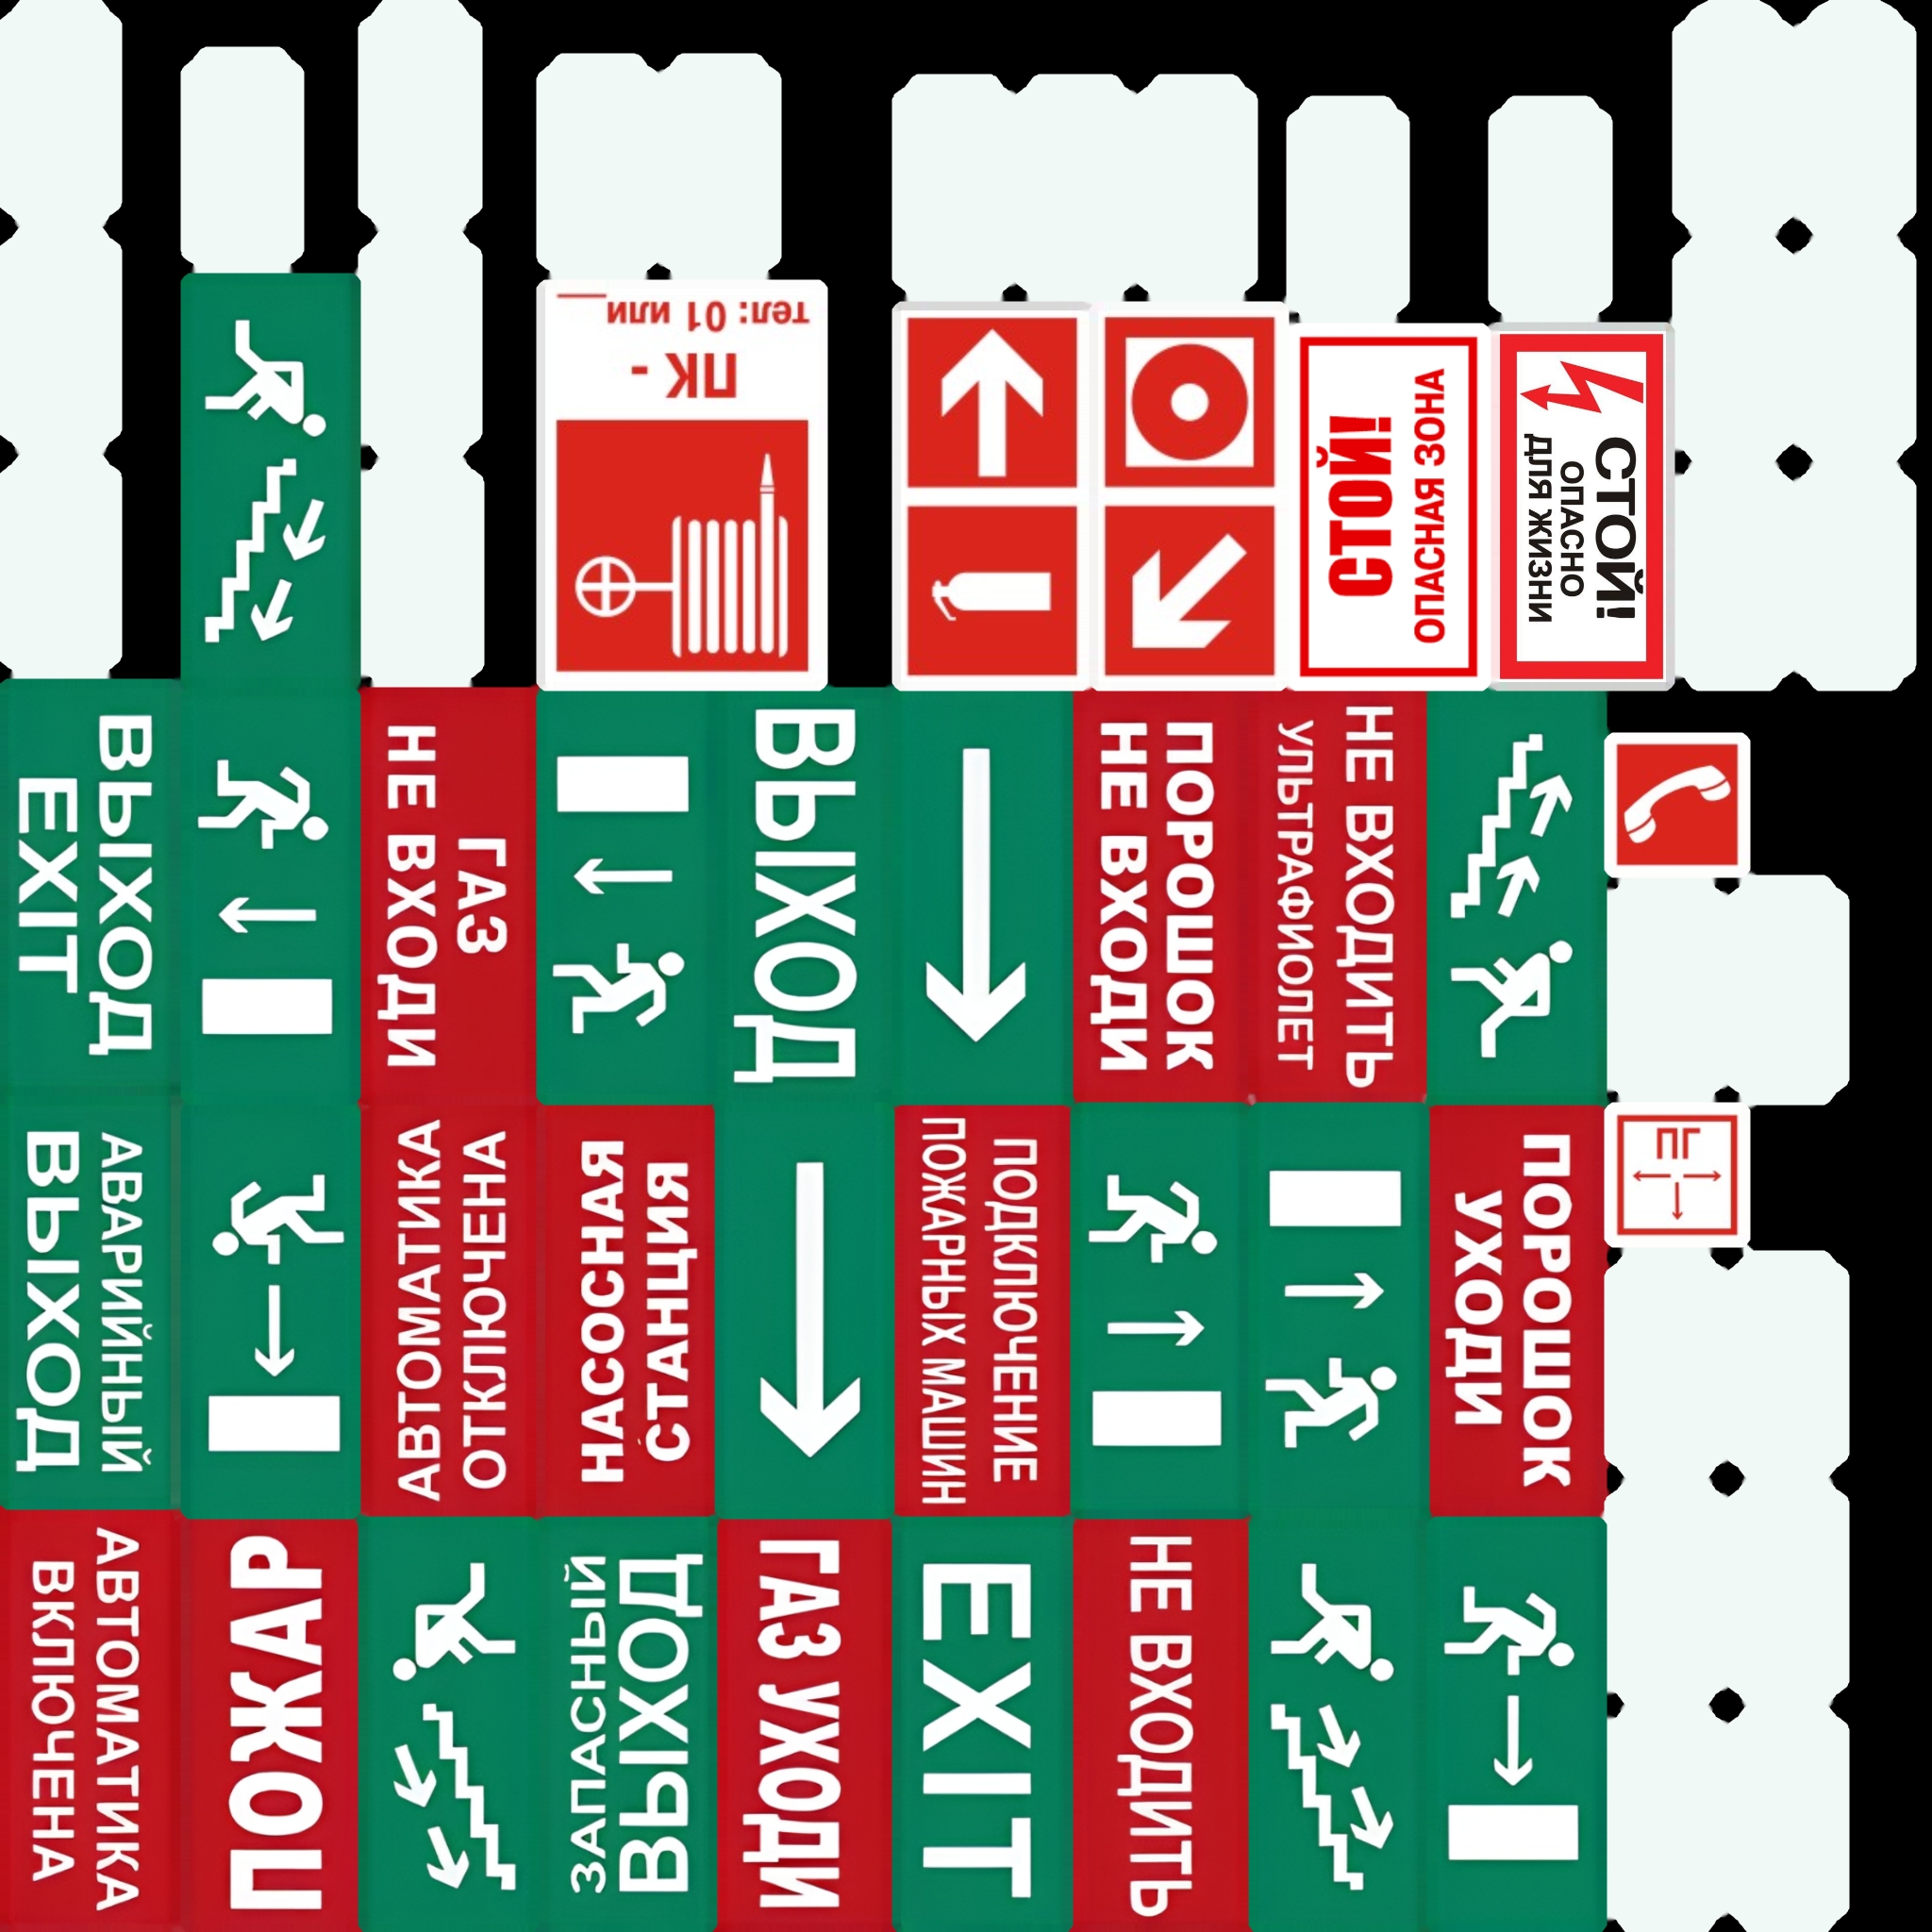 тел: 01 или
ПК -
СТОЙ!
ОПАСНАЯ ЗОНА
СТОЙ!
ОПАСНО
ДЛЯ ЖИЗНИ
ВЫХОД
EXIT
ГАЗ
НЕ ВХОДИ
ВЫХОД
ПОРОШОК
НЕ ВХОДИ
НЕ ВХОДИТЬ
УЛЬТРАФИОЛЕТ
АВАРИЙНЫЙ
ВЫХОД
АВТОМАТИКА
ОТКЛЮЧЕНА
НАСОСНАЯ
СТАНЦИЯ
ПОДКЛЮЧЕНИЕ
ПОЖАРНЫХ МАШИН
ПОРОШОК
УХОДИ
ПГ
АВТОМАТИКА
ВКЛЮЧЕНА
ПОЖАР
ЗАПАСНЫЙ
ВЫХОД
ГАЗ УХОДИ
EXIT
НЕ ВХОДИТЬ